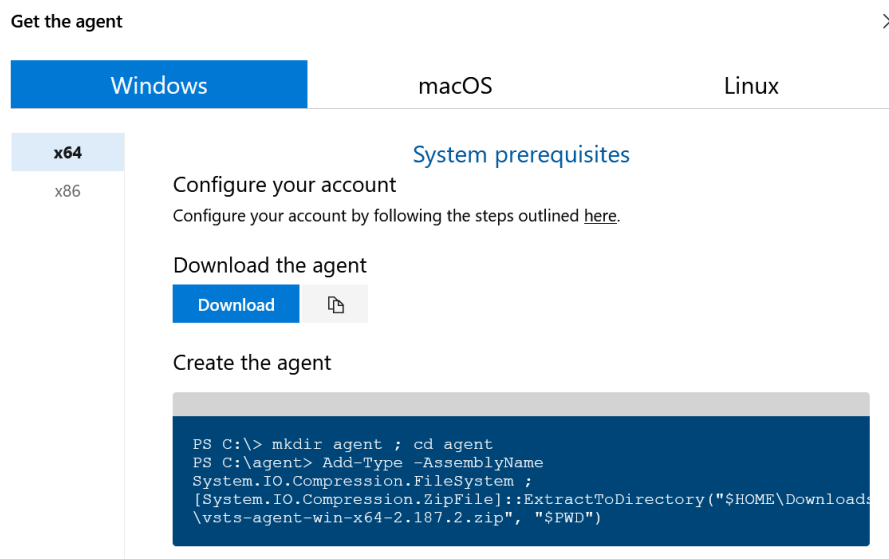 Get the agent
Windows
macOS
Linux
x64
x86
System prerequisites
Configure your account
Configure your account by following the steps outlined here.
Download the agent
Download
Create the agent
PS C:\> mkdir agent ; cd agent
PS C:\agent> Add-Type -AssemblyName
System.IO.Compression.FileSystem ;
[System.IO.Compression.ZipFile]::ExtractToDirectory("$HOME\Downloads
\vsts-agent-win-x64-2.187.2.zip", "$PWD")